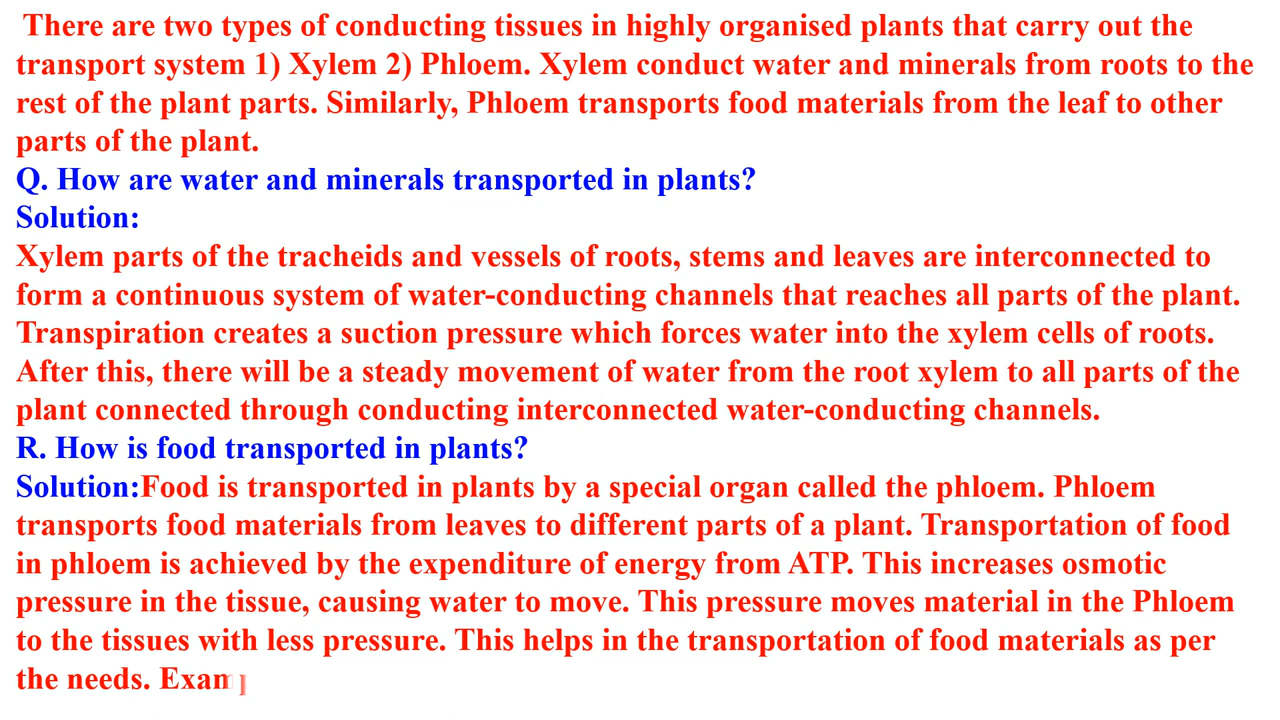 There are two types of conducting tissues in highly organised plants that carry out the
transport system 1) Xylem 2) Phloem. Xylem conduct water and minerals from roots to the
rest of the plant parts. Similarly, Phloem transports food materials from the leaf to other
parts of the plant.
Q. How are water and minerals transported in plants?
Solution:
Xylem parts of the tracheids and vessels of roots, stems and leaves are interconnected to
form a continuous system of water-conducting channels that reaches all parts of the plant.
Transpiration creates a suction pressure which forces water into the xylem cells of roots.
After this, there will be a steady movement of water from the root xylem to all parts of the
plant connected through conducting interconnected water-conducting channels.
R. How is food transported in plants?
Solution:Food is transported in plants by a special organ called the phloem. Phloem
transports food materials from leaves to different parts of a plant. Transportation of food
in phloem is achieved by the expenditure of energy from ATP. This increases osmotic
pressure in the tissue, causing water to move. This pressure moves material in the Phloem
to the tissues with less pressure. This helps in the transportation of food materials as per
the needs.